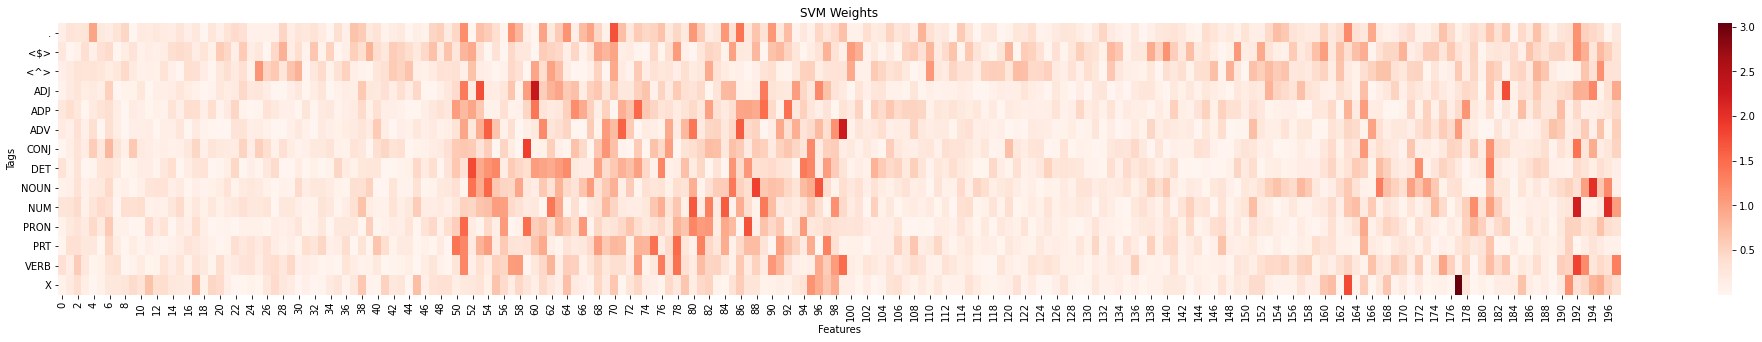 SVM Weights
.
<$>
<^>
ADJ
ADP
ADV
CONJ
DET
NOUN
NUM
PRON
PRT
VERB
X
Tags
0 2 4 6 8 10 12 14 16 18 20 22 24 26 28 30 32 34 36 38 40 42 44 46 48 50 52 54 56 58 60 62 64 66 68 70 72 74 76 78 80 82 84 86 88 90 92 94 96 98 100 102 104 106 108 110 112 114 116 118 120 122 124 126 128 130 132 134 136 138 140 142 144 146 148 150 152 154 156 158 160 162 164 166 168 170 172 174 176 178 180 182 184 186 188 190 192 194 196
Features
3.0
2.5
2.0
1.5
1.0
0.5